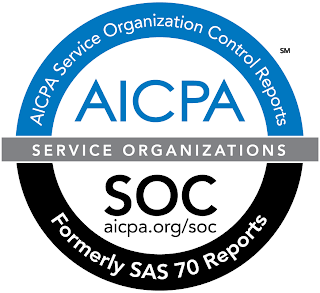 AICPA Service Organization Control Reports
SM
AICPA
SERVICE ORGANIZATIONS
SOC
aicpa.org/soc
Formerly SAS 70 Reports